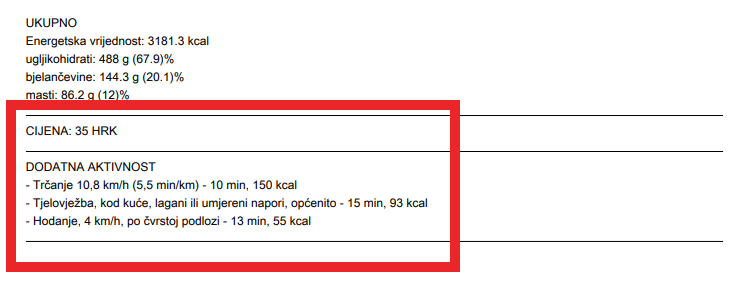 UKUPNO
Energetska vrijednost: 3181.3 kcal
ugljikohidrati: 488 g (67.9)%
bjelančevine: 144.3 g (20.1)%
masti: 86.2 g (12)%
CIJENA: 35 HRK
DODATNA AKTIVNOST
- Trčanje 10,8 km/h (5,5 min/km) - 10 min, 150 kcal
- Tjelovježba, kod kuće, lagani ili umjereni napori, općenito - 15 min, 93 kcal
- Hodanje, 4 km/h, po čvrstoj podlozi - 13 min, 55 kcal